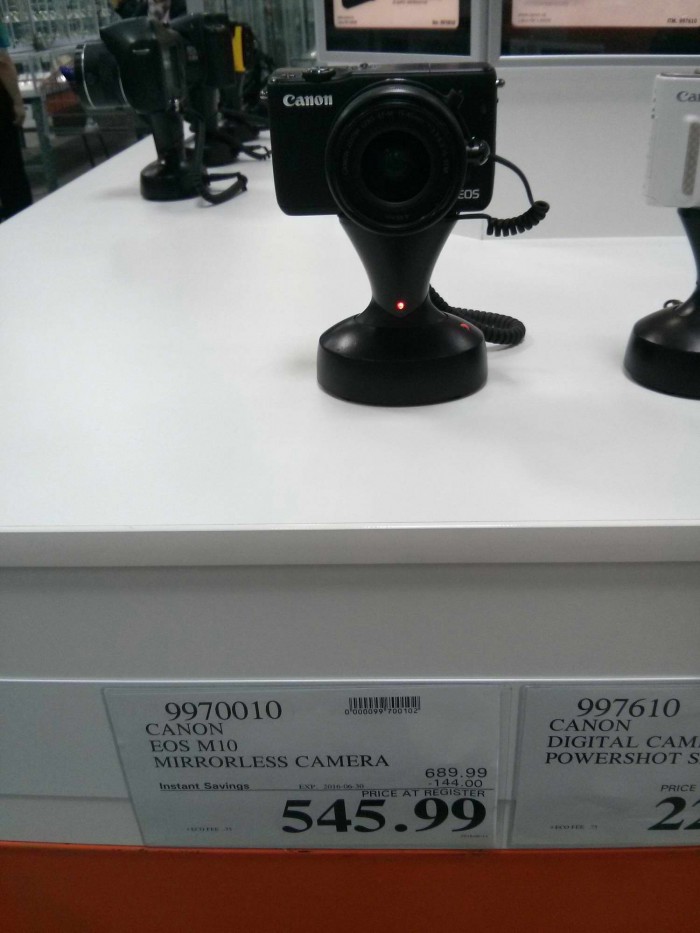 Canon
EOS
Ca
9970010
CANON
EOS M10
MIRRORLESS CAMERA
689.99
Instant Savings
-144.00
PRICE AT REGISTER
545.99
997610
CANON
DIGITAL CAM
POWERSHOT S
PRICE
22